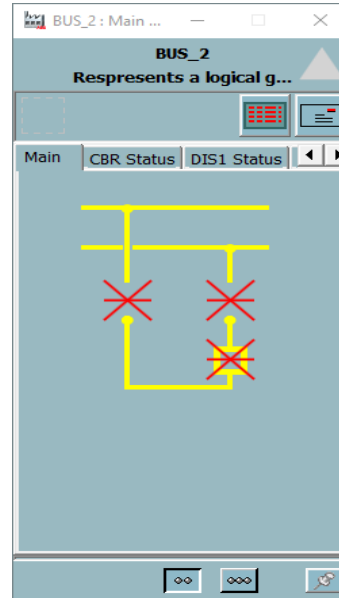 BUS_2 : Main ...
BUS_2
Respresents a logical g...
Main CBR Status DIS1 Status